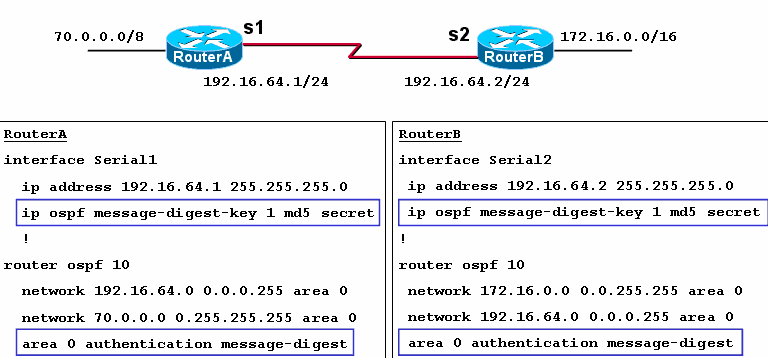 70.0.0.0/8
s1
s2
172.16.0.0/16
RouterA
RouterB
192.16.64.1/24
192.16.64.2/24
RouterA
interface Serial1
ip address 192.16.64.1 255.255.255.0
ip ospf message-digest-key 1 md5 secret
!
router ospf 10
network 192.16.64.0 0.0.0.255 area 0
network 70.0.0.0 0.255.255.255 area 0
area 0 authentication message-digest
RouterB
interface Serial2
ip address 192.16.64.2 255.255.255.0
ip ospf message-digest-key 1 md5 secret
!
router ospf 10
network 172.16.0.0 0.0.255.255 area 0
network 192.16.64.0 0.0.0.255 area 0
area 0 authentication message-digest